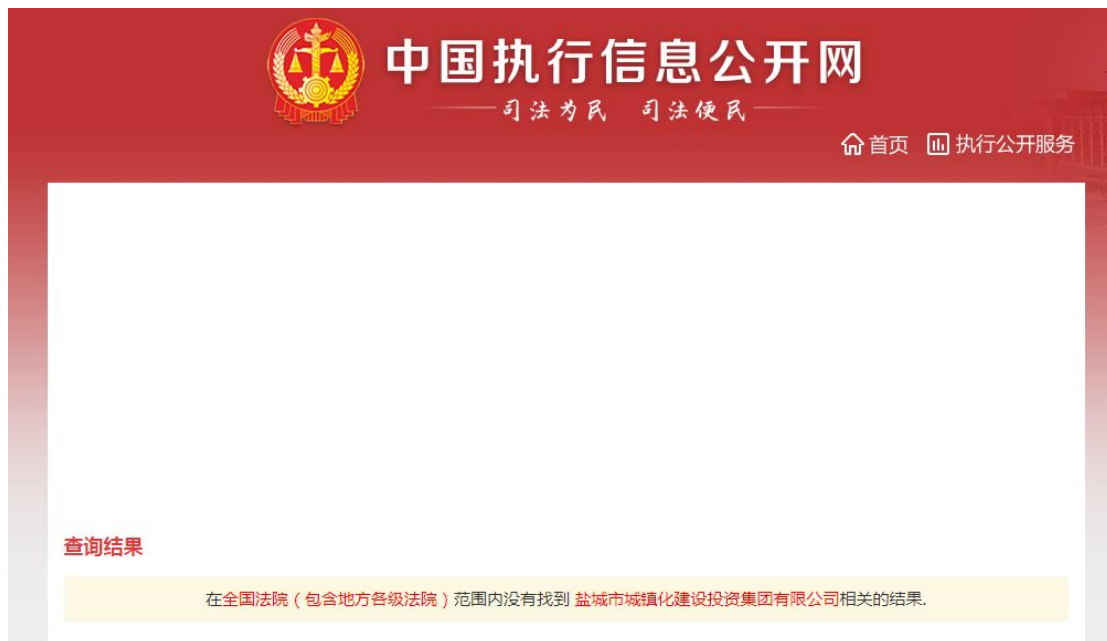 中国执行信息公开网
司法为民 司法便民
首页 执行公开服务
查询结果
在全国法院（包含地方各级法院）范围内没有找到 盐城市城镇化建设投资集团有限公司相关的结果.